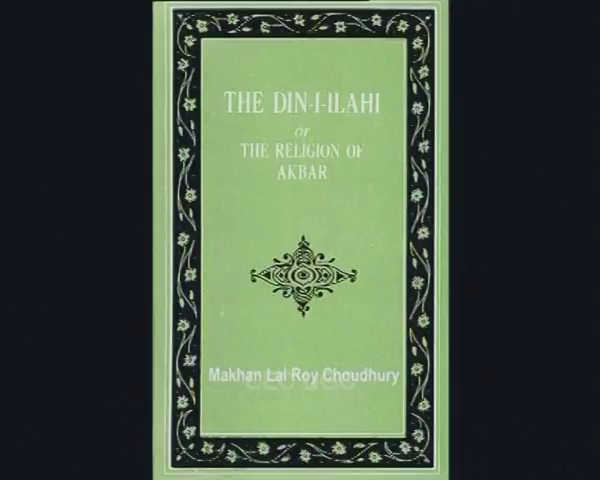 THE DIN-I-ILAHI
or
THE RELIGION OF
AKBAR
Makhan Lal Roy Choudhury